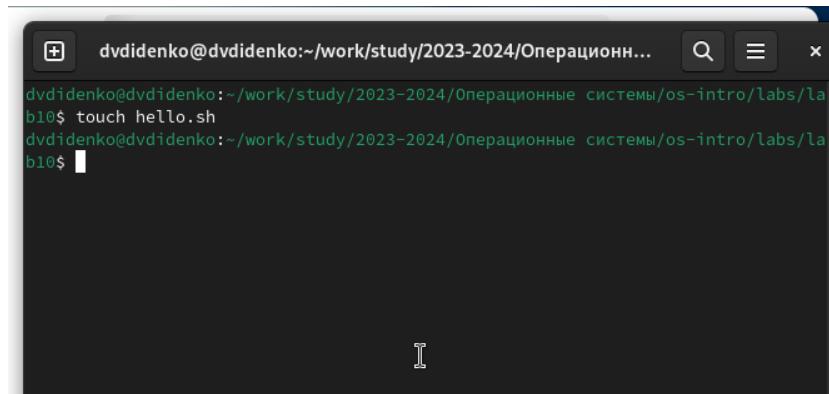 dvdidenko@dvdidenko:~/work/study/2023-2024/Операционн...
dvdidenko@dvdidenko:~/work/study/2023-2024/Операционные системы/os-intro/labs/la
b10$ touch hello.sh
dvdidenko@dvdidenko:~/work/study/2023-2024/Операционные системы/os-intro/labs/la
b10$